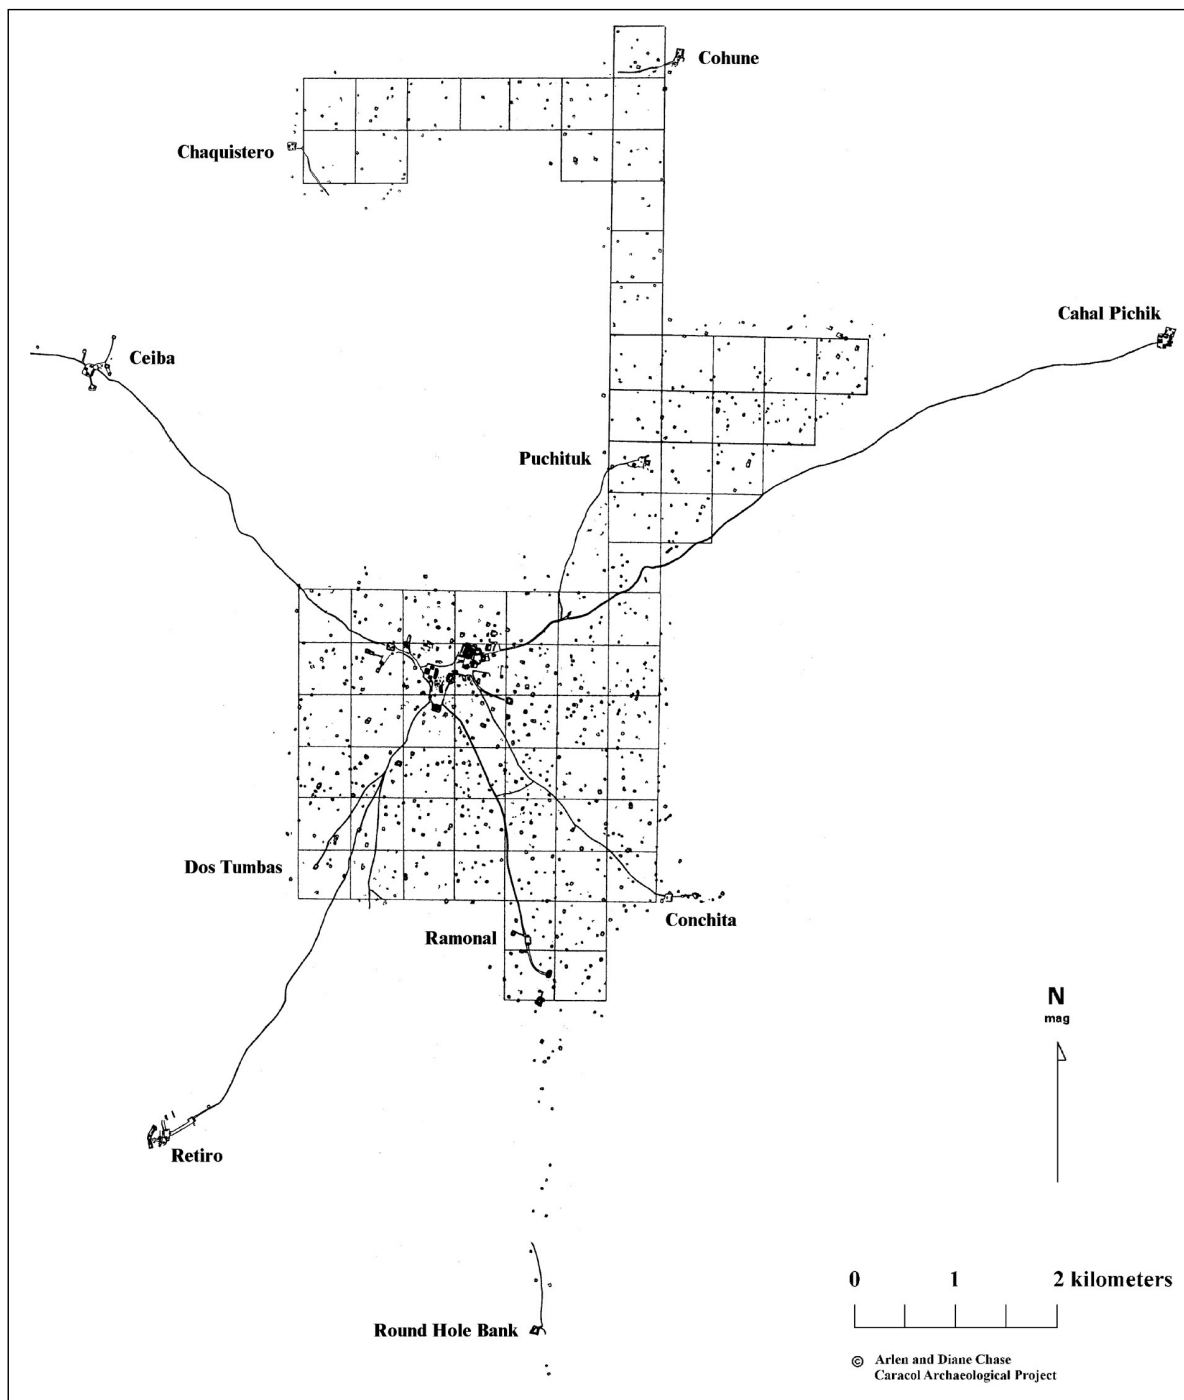 Cohune
Chaquistero
Cahal Pichik
Ceiba
Puchituk
Dos Tumbas
Conchita
Ramonal
N
mag
Retiro
0 1 2 kilometers
Round Hole Bank
© Arlen and Diane Chase
Caracol Archaeological Project